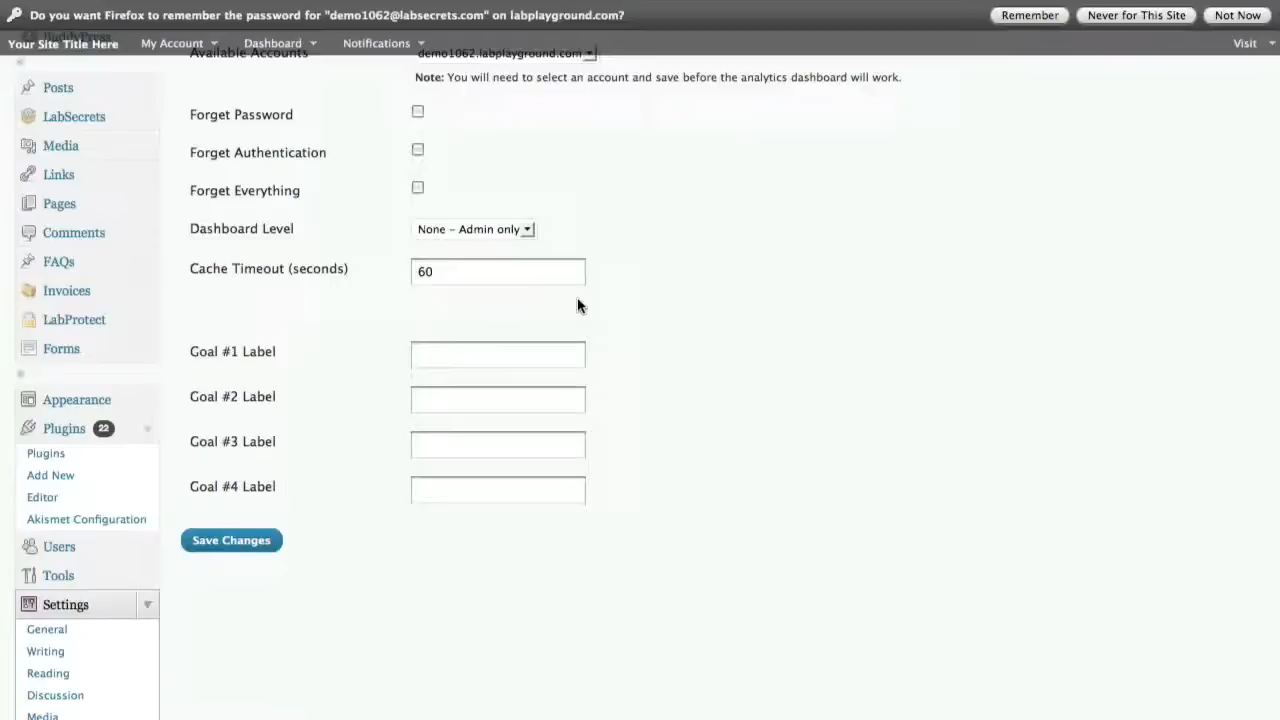 Do you want Firefox to remember the password for "demo1062@labsecrets.com" on labplayground.com?
Remember
Never for This Site
Not Now
BuddyPress
Your Site Title Here
My Account
Dashboard
Notifications
Visit
Available Accounts
demo1062.labplayground.com
Note: You will need to select an account and save before the analytics dashboard will work.
Posts
LabSecrets
Media
Links
Pages
Comments
FAQs
Invoices
LabProtect
Forms
Appearance
Plugins 22
Plugins
Add New
Editor
Akismet Configuration
Users
Tools
Settings
General
Writing
Reading
Discussion
Media
Forget Password
Forget Authentication
Forget Everything
Dashboard Level
None – Admin only
Cache Timeout (seconds)
60
Goal #1 Label
Goal #2 Label
Goal #3 Label
Goal #4 Label
Save Changes